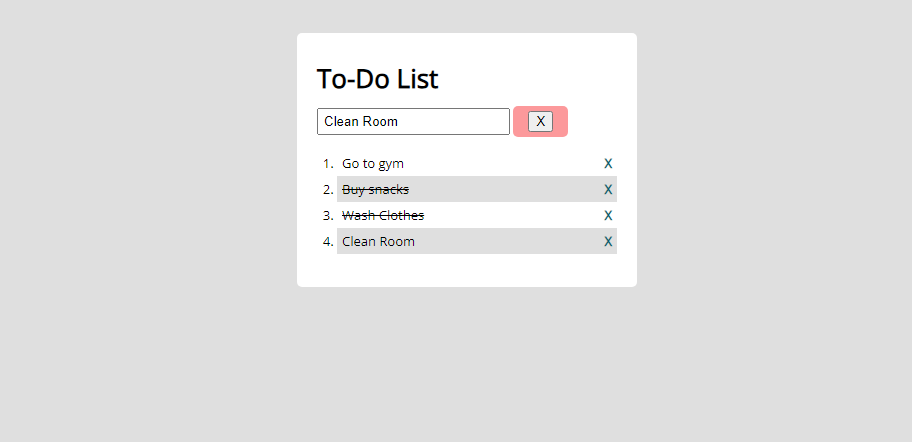 To-Do List
Clean Room X
1. Go to gym X
2. Buy snacks X
3. Wash Clothes X
4. Clean Room X